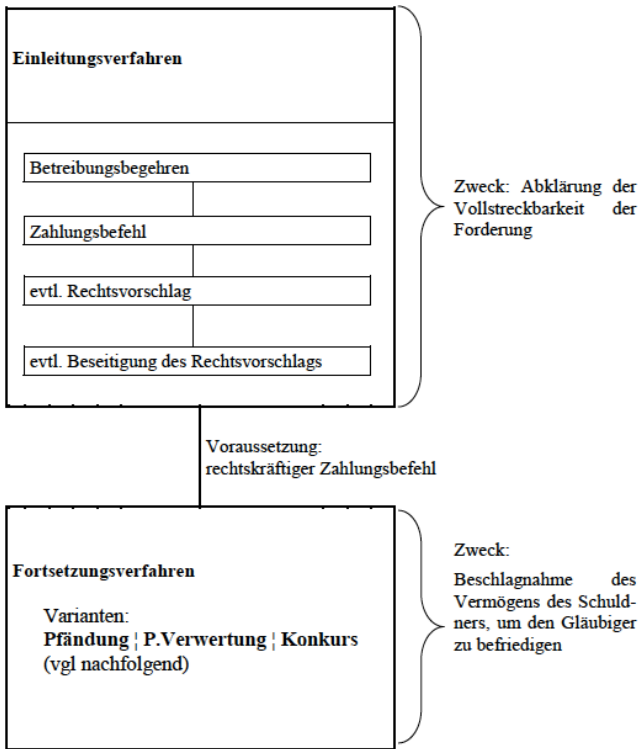 Einleitungsverfahren
Betreibungsbegehren
Zahlungsbefehl
evtl. Rechtsvorschlag
evtl. Beseitigung des Rechtsvorschlags
Zweck: Abklärung der
Vollstreckbarkeit der
Forderung
Voraussetzung:
rechtskräftiger Zahlungsbefehl
Fortsetzungsverfahren
Varianten:
Pfändung ¦ P.Verwertung ¦ Konkurs
(vgl nachfolgend)
Zweck:
Beschlagnahme des
Vermögens des Schuld-
ners, um den Gläubiger
zu befriedigen